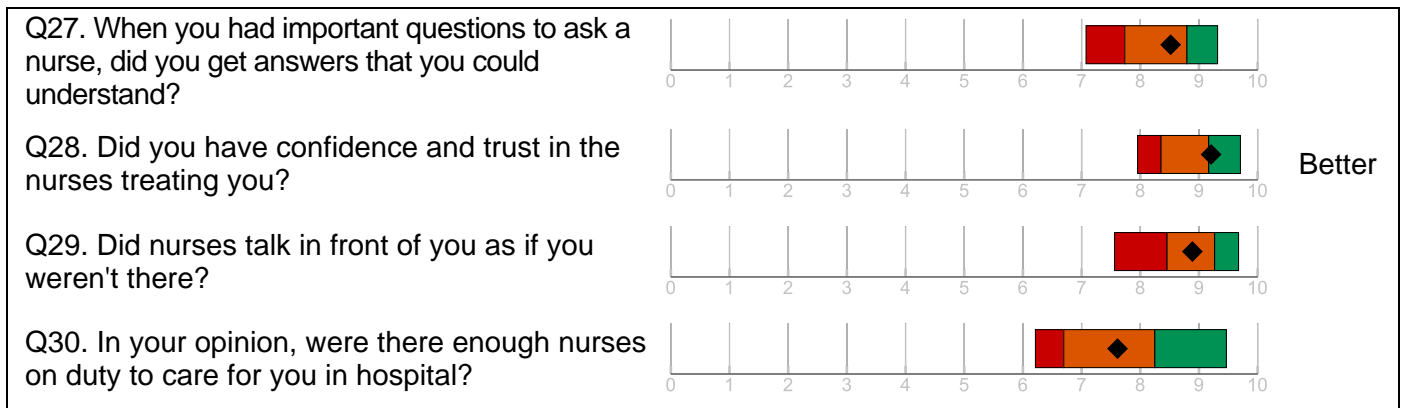 Q27. When you had important questions to ask a
nurse, did you get answers that you could
understand?
0 1 2 3 4 5 6 7 8 9 10
Q28. Did you have confidence and trust in the
nurses treating you?
0 1 2 3 4 5 6 7 8 9 10
Better
Q29. Did nurses talk in front of you as if you
weren't there?
0 1 2 3 4 5 6 7 8 9 10
Q30. In your opinion, were there enough nurses
on duty to care for you in hospital?
0 1 2 3 4 5 6 7 8 9 10